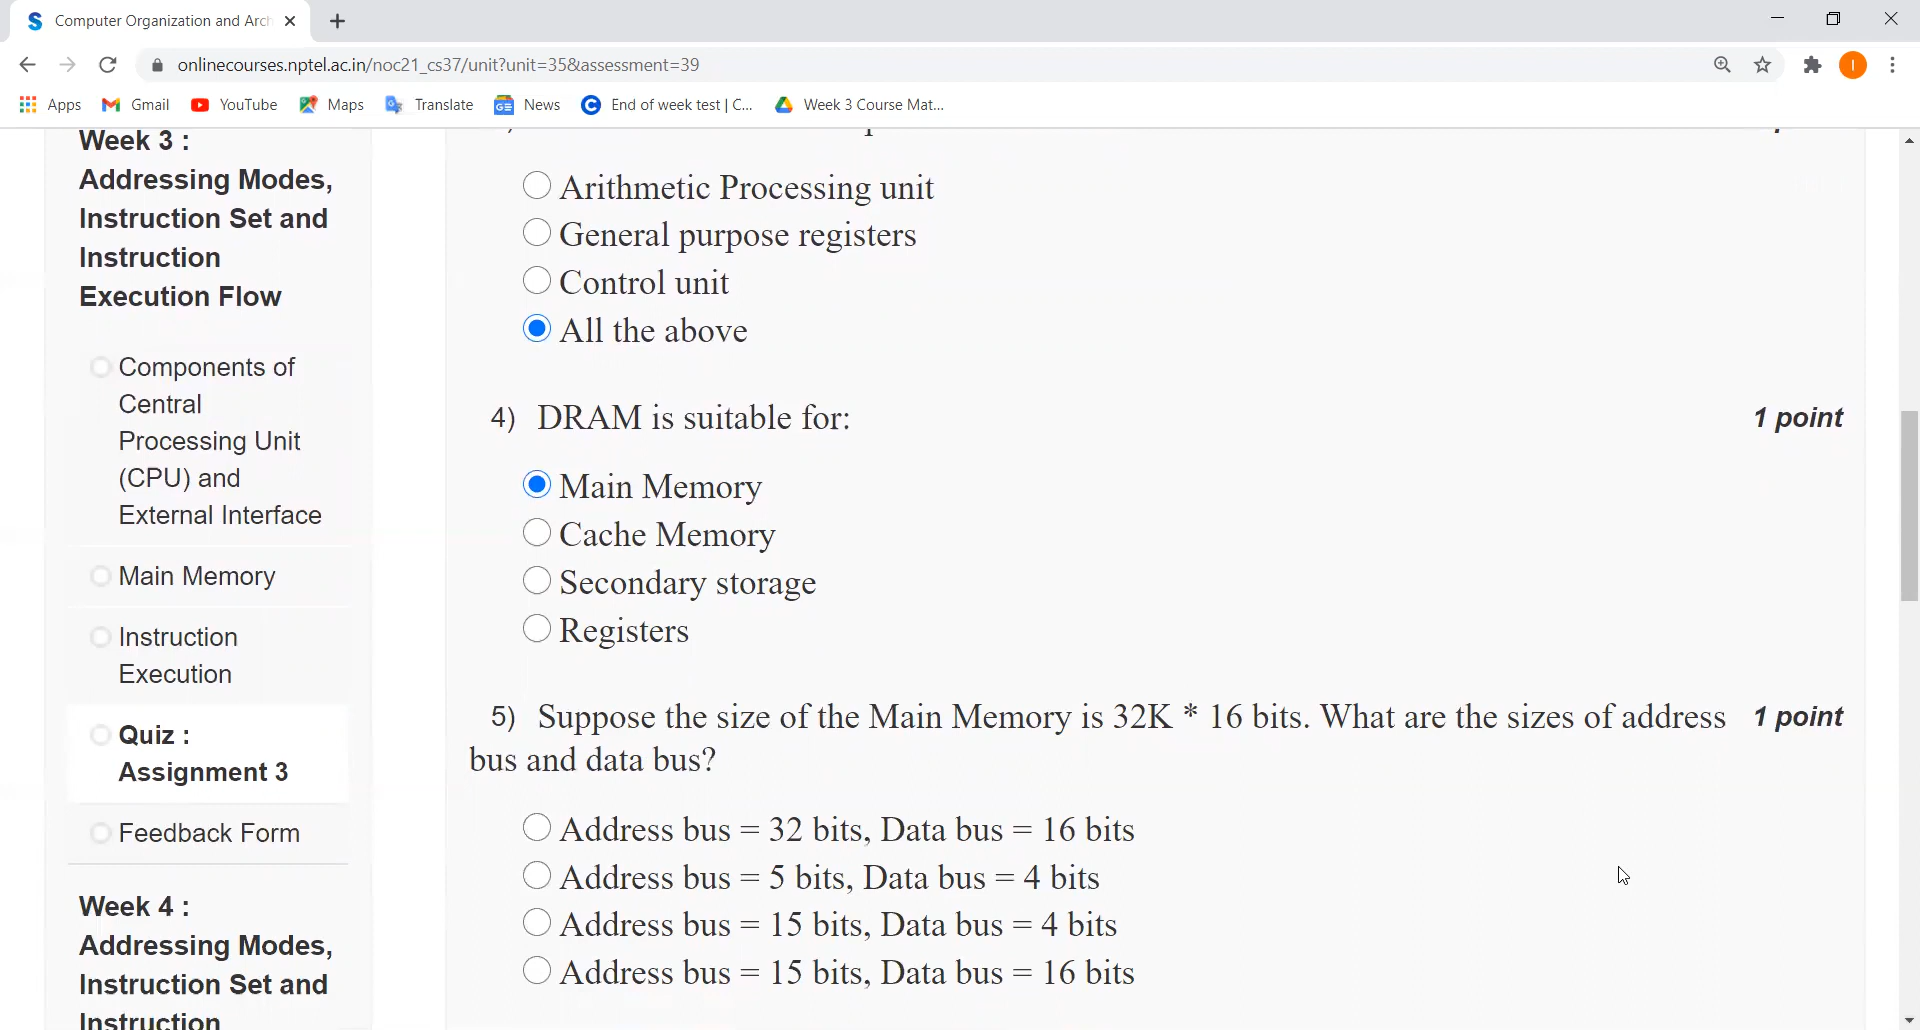 Computer Organization and Arch
onlinecourses.nptel.ac.in/noc21_cs37/unit?unit=35&assessment=39
I
Apps
Gmail
YouTube
Maps
Translate
News
End of week test | C...
Week 3 Course Mat...
Week 3 :
Addressing Modes,
Instruction Set and
Instruction
Execution Flow
Components of
Central
Processing Unit
(CPU) and
External Interface
Main Memory
Instruction
Execution
Quiz :
Assignment 3
Feedback Form
Week 4 :
Addressing Modes,
Instruction Set and
Instruction
Arithmetic Processing unit
General purpose registers
Control unit
All the above
4) DRAM is suitable for: 1 point
Main Memory
Cache Memory
Secondary storage
Registers
5) Suppose the size of the Main Memory is 32K * 16 bits. What are the sizes of address 1 point
bus and data bus?
Address bus = 32 bits, Data bus = 16 bits
Address bus = 5 bits, Data bus = 4 bits
Address bus = 15 bits, Data bus = 4 bits
Address bus = 15 bits, Data bus = 16 bits